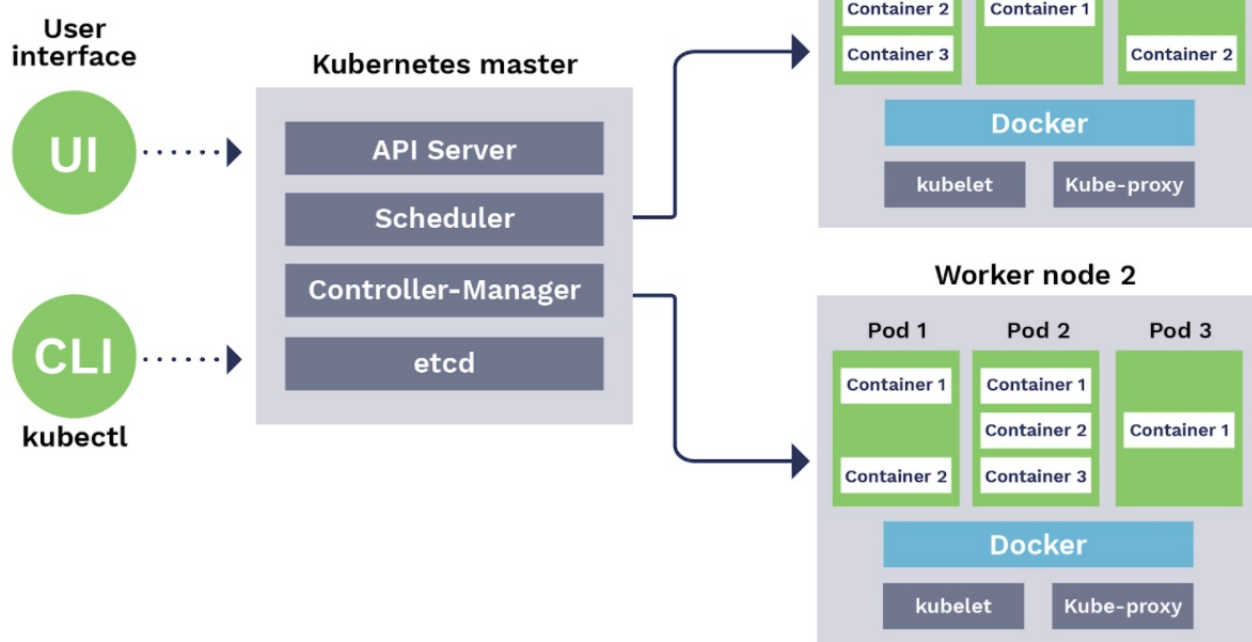 User
interface
UI
CLI
kubectl
Kubernetes master
API Server
Scheduler
Controller-Manager
etcd
Container 2
Container 1
Container 3
Container 2
Docker
kubelet
Kube-proxy
Worker node 2
Pod 1
Pod 2
Pod 3
Container 1
Container 1
Container 2
Container 1
Container 2
Container 3
Docker
kubelet
Kube-proxy